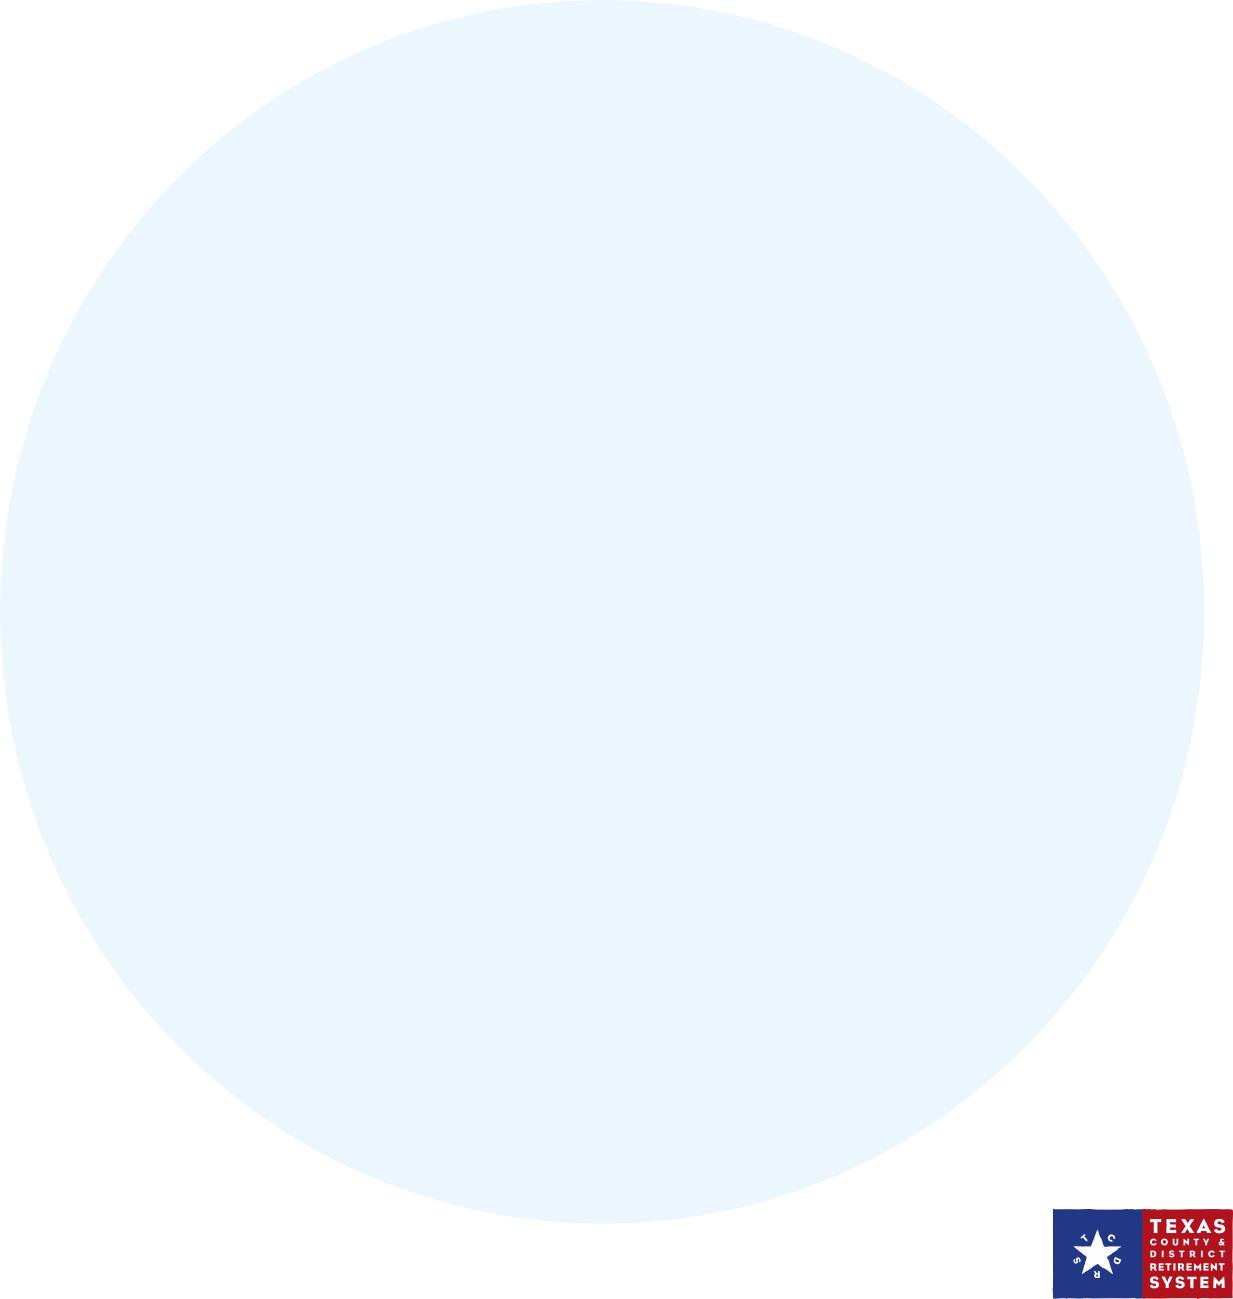 T C D R S
TEXAS
COUNTY &
DISTRICT
RETIREMENT
SYSTEM